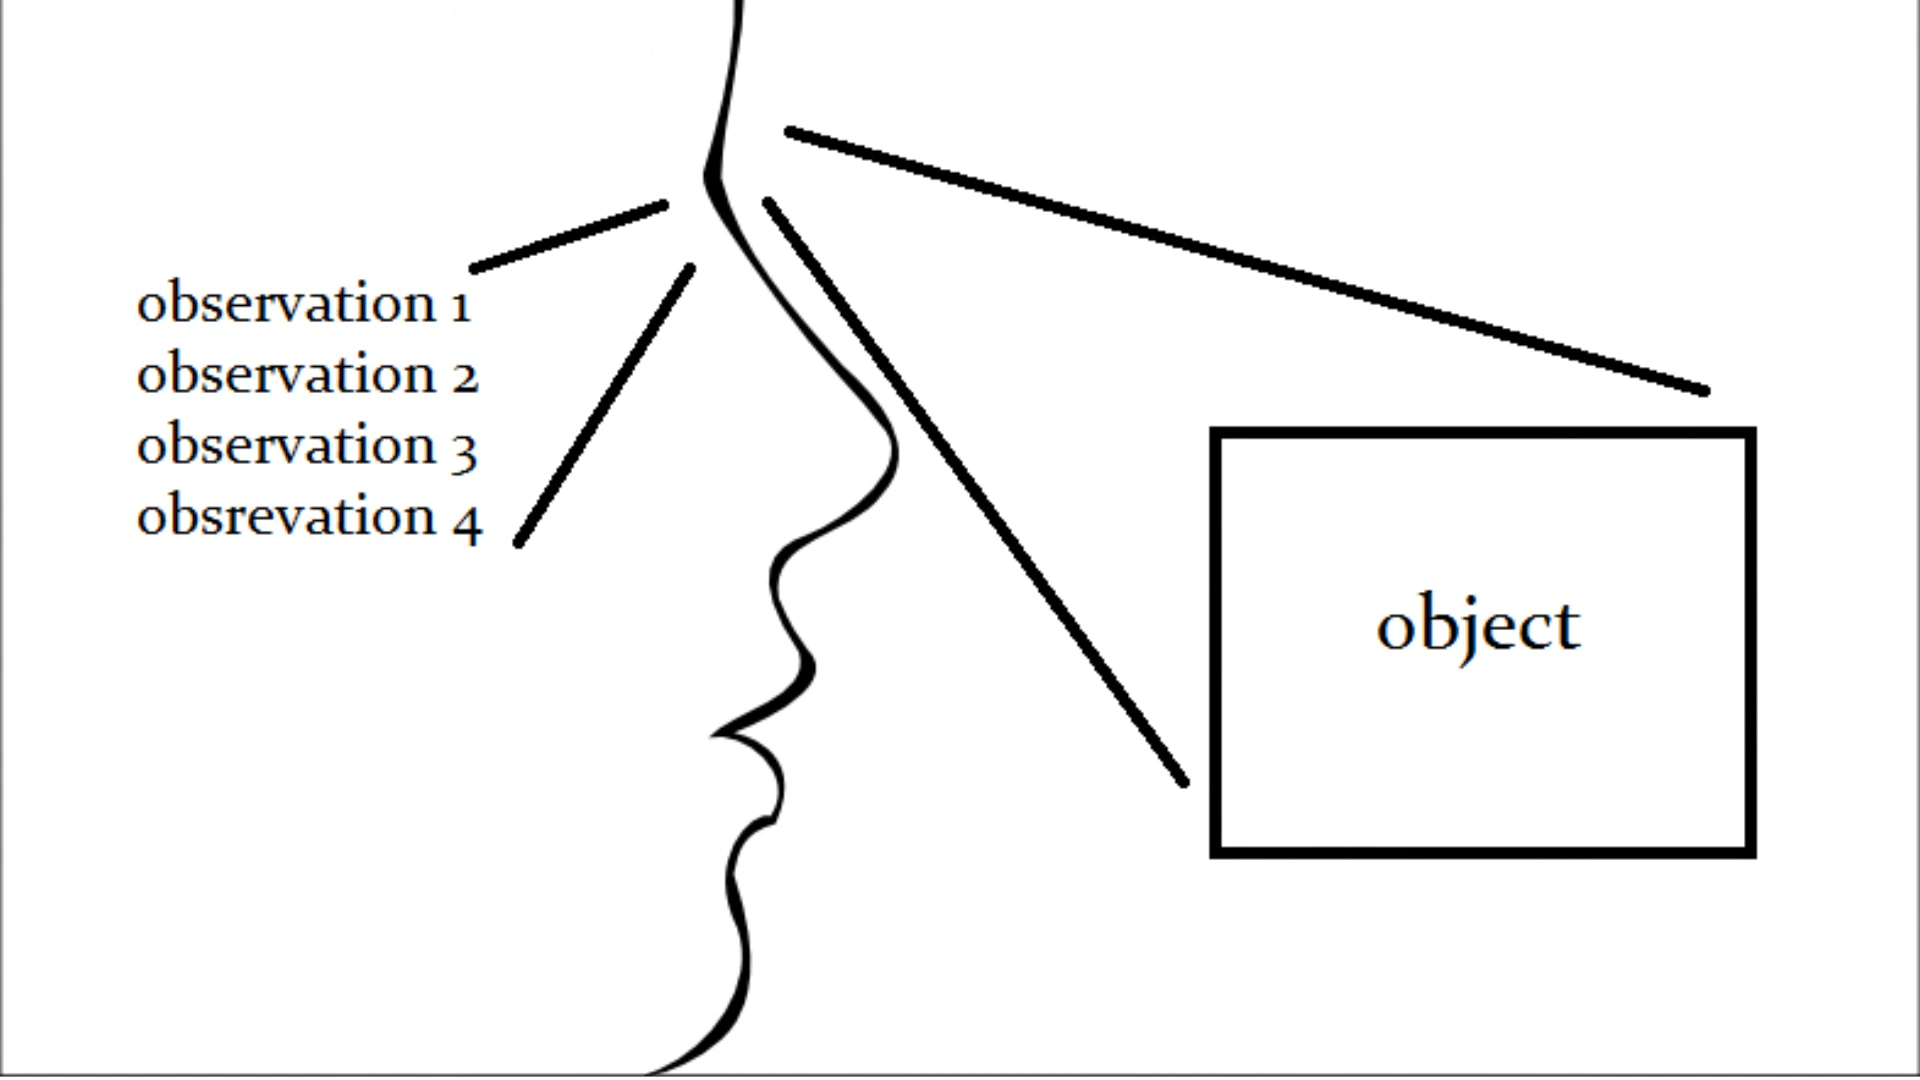 observation 1
observation 2
observation 3
obsrevation 4
object